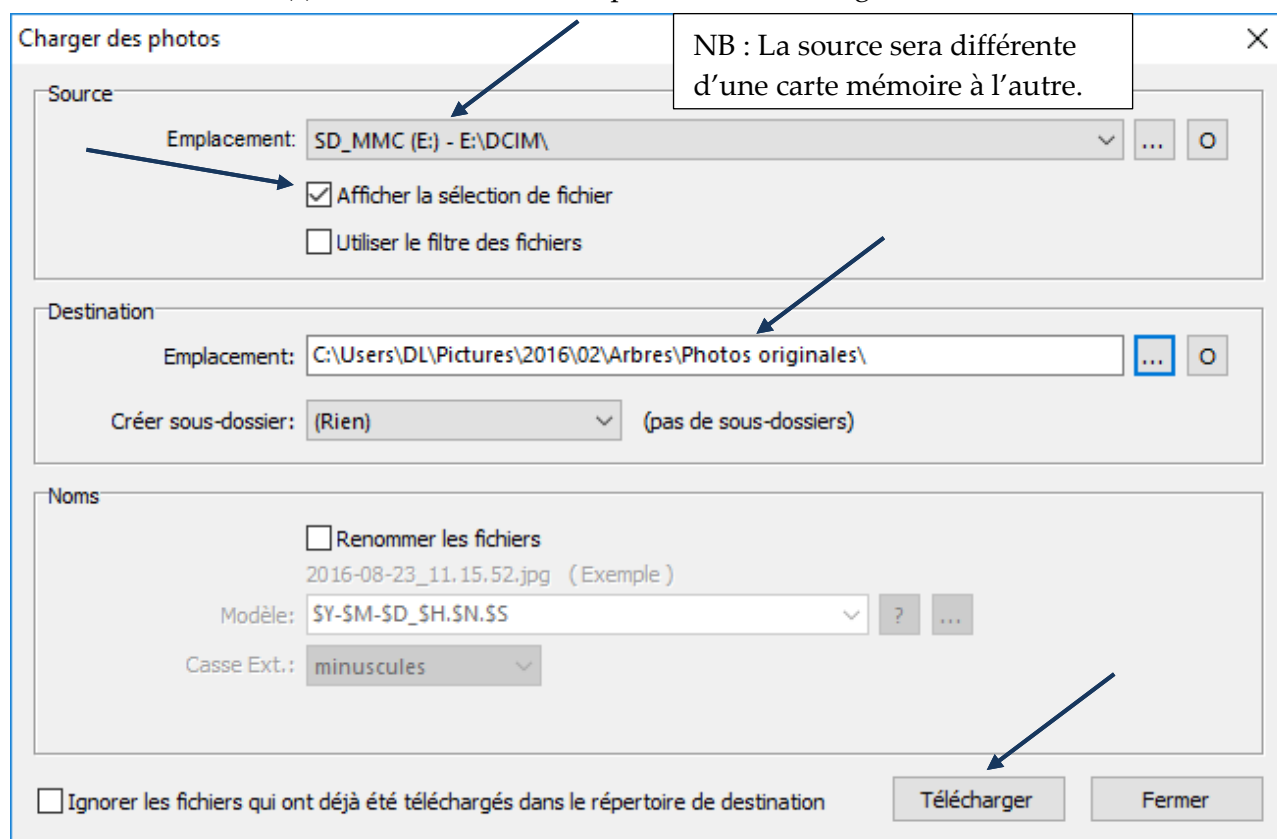 Charger des photos
NB : La source sera différente
d’une carte mémoire à l’autre.
Source
Emplacement: SD_MMC (E:) - E:\DCIM\ ... O
Afficher la sélection de fichier
Utiliser le filtre des fichiers
Destination
Emplacement: C:\Users\DL\Pictures\2016\02\Arbres\Photos originales\ ... O
Créer sous-dossier: (Rien) (pas de sous-dossiers)
Noms
Renommer les fichiers
2016-08-23_11.15.52.jpg ( Exemple )
Modèle: $Y-$M-$D_$H.$N.$S ? ...
Casse Ext.: minuscules
Ignorer les fichiers qui ont déjà été téléchargés dans le répertoire de destination Télécharger Fermer